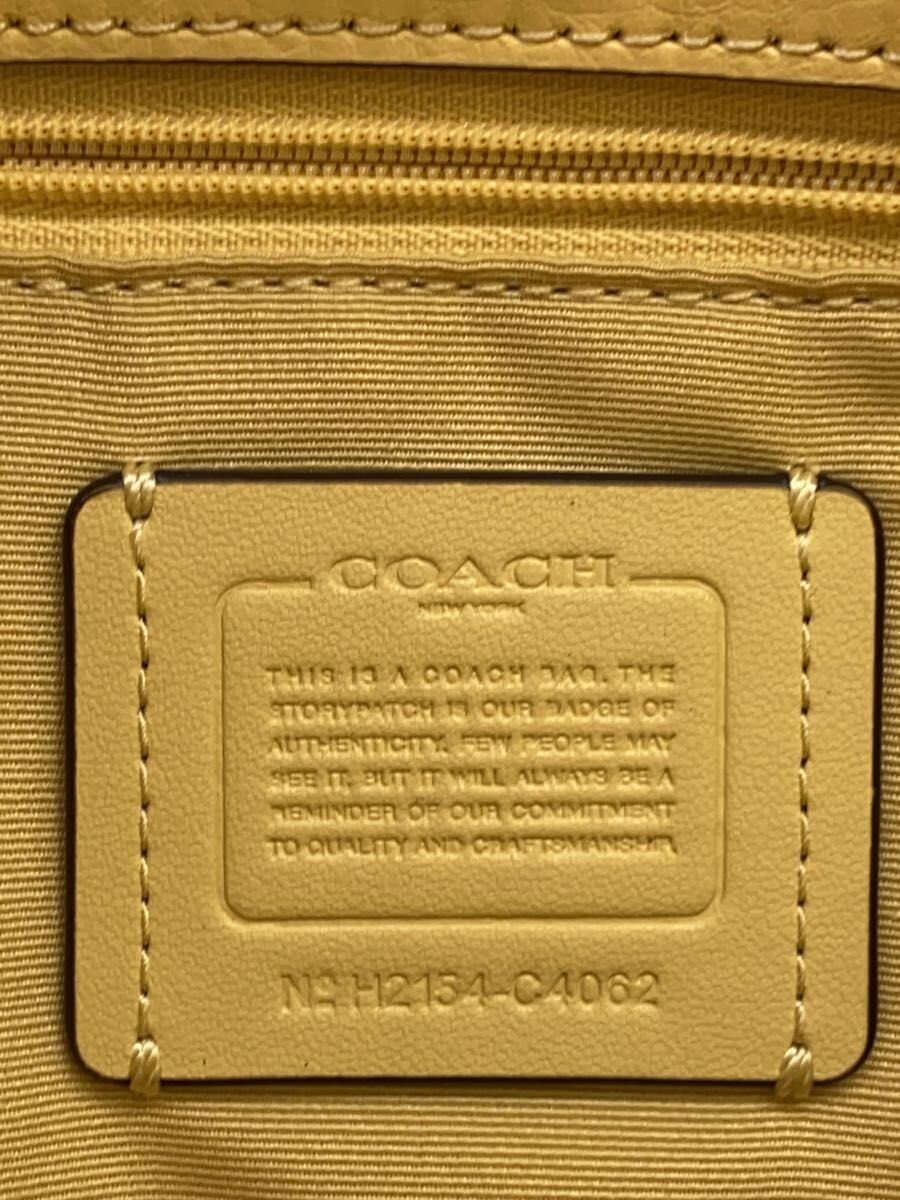 COACH
NEW YORK
THIS IS A COACH BAG. THE
STORYPATCH IS OUR BADGE OF
AUTHENTICITY. FEW PEOPLE MAY
SEE IT, BUT IT WILL ALWAYS BE A
REMINDER OF OUR COMMITMENT
TO QUALITY AND CRAFTSMANSHIP.
Nº H2154-C4062